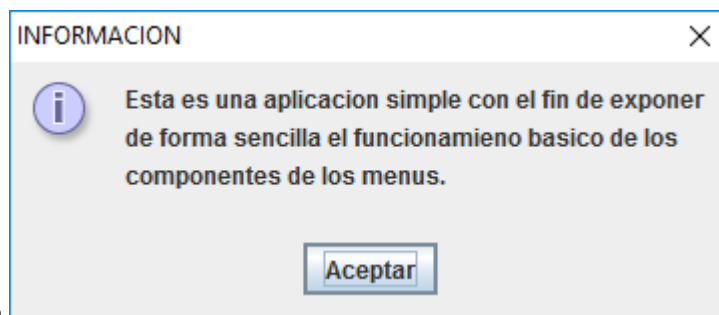 INFORMACION
Esta es una aplicacion simple con el fin de exponer
de forma sencilla el funcionamieno basico de los
componentes de los menus.
Aceptar